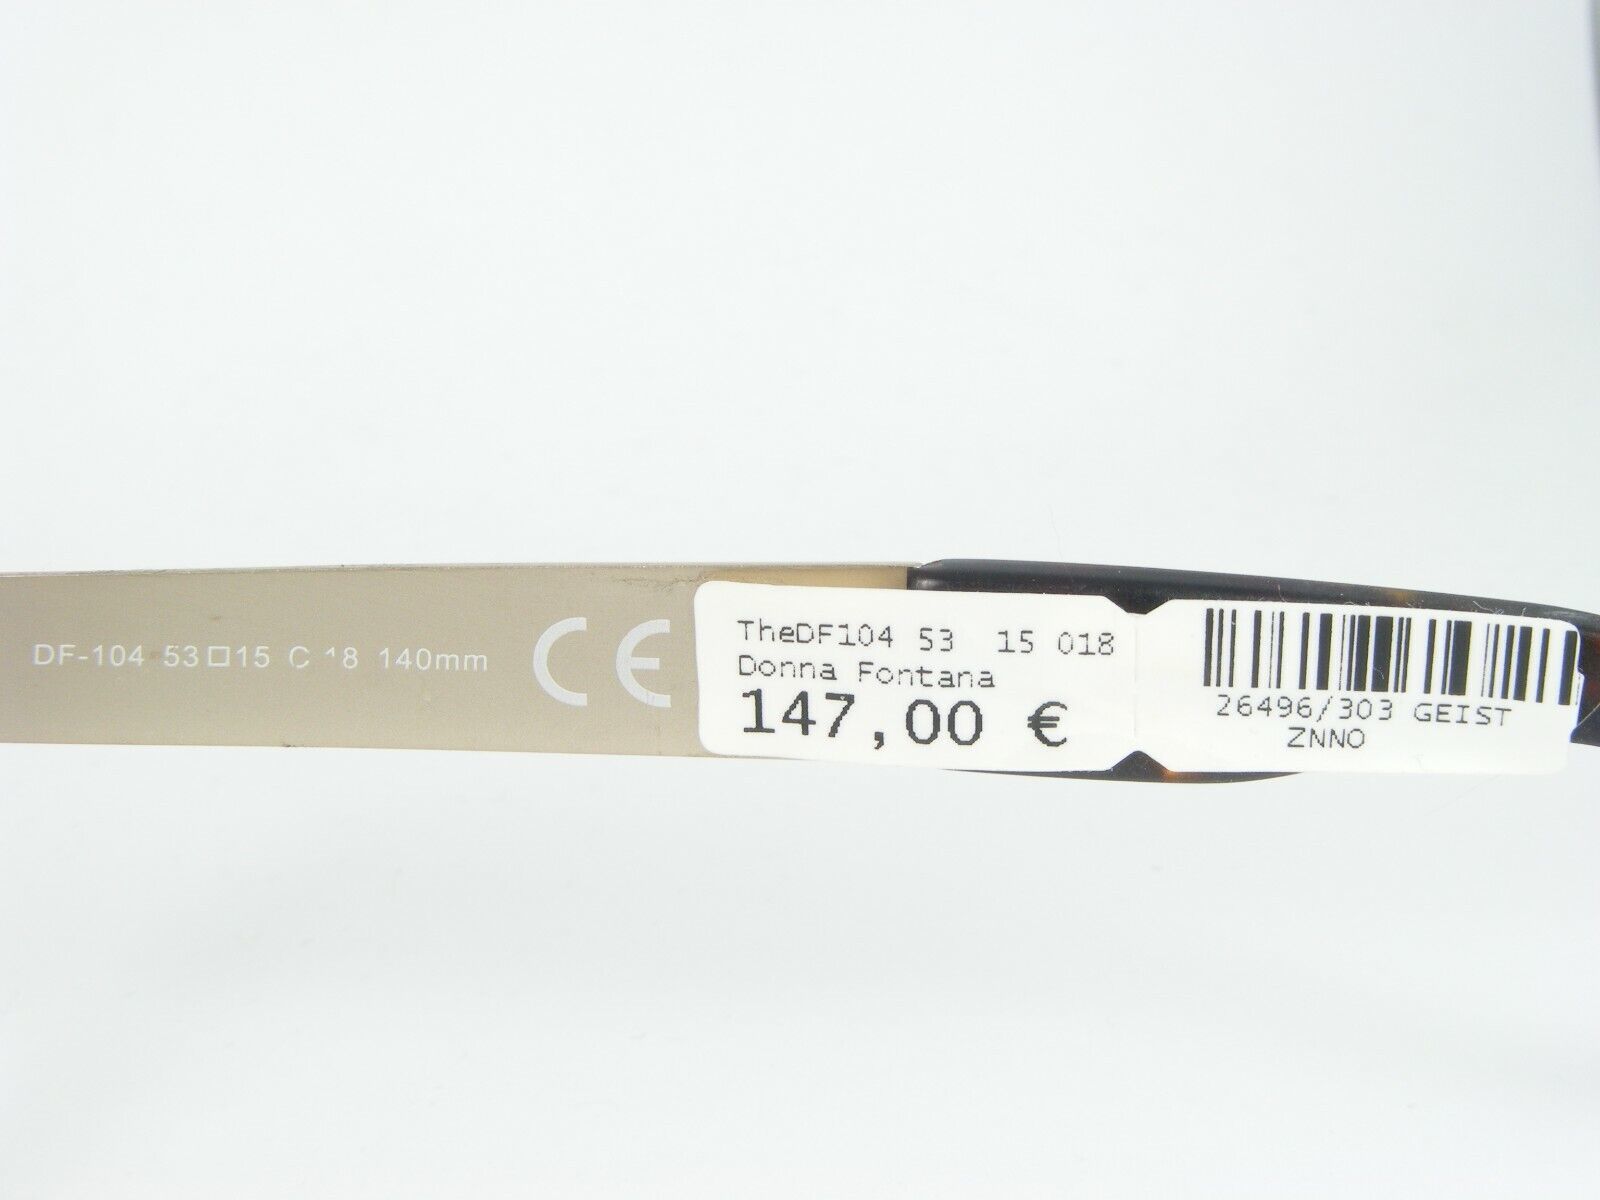 DF-104 53□15 C 18 140mm CE
TheDF104 53 15 018
Donna Fontana
147,00 €
26496/303 GEIST
ZNNO